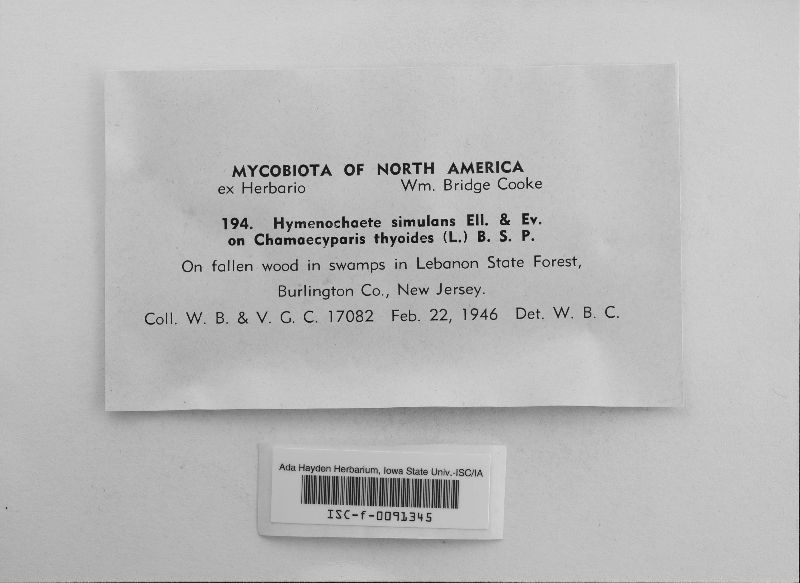 MYCOBIOTA OF NORTH AMERICA
ex Herbario Wm. Bridge Cooke
194. Hymenochaete simulans Ell. & Ev.
on Chamaecyparis thyoides (L.) B. S. P.
On fallen wood in swamps in Lebanon State Forest,
Burlington Co., New Jersey.
Coll. W. B. & V. G. C. 17082 Feb. 22, 1946 Det. W. B. C.
Ada Hayden Herbarium, Iowa State Univ.-ISC/IA
ISC-f-0091345